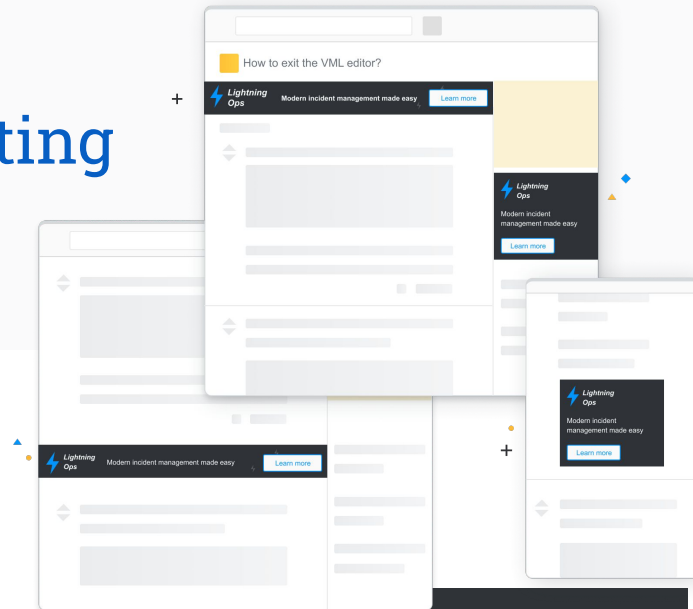 ting
How to exit the VML editor?
Lightning
Ops
Modern incident management made easy
Learn more
Lightning
Ops
Modern incident
management made easy
Learn more
Lightning
Ops
Modern incident
management made easy
Learn more
Lightning
Ops
Modern incident management made easy
Learn more